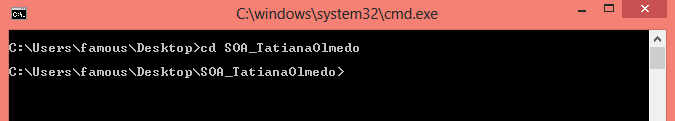 C:\windows\system32\cmd.exe
C:\Users\famous\Desktop>cd SOA_TatianaOlmedo
C:\Users\famous\Desktop\SOA_TatianaOlmedo>